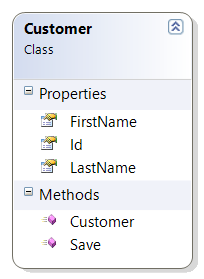 Customer
Class
Properties
FirstName
Id
LastName
Methods
Customer
Save